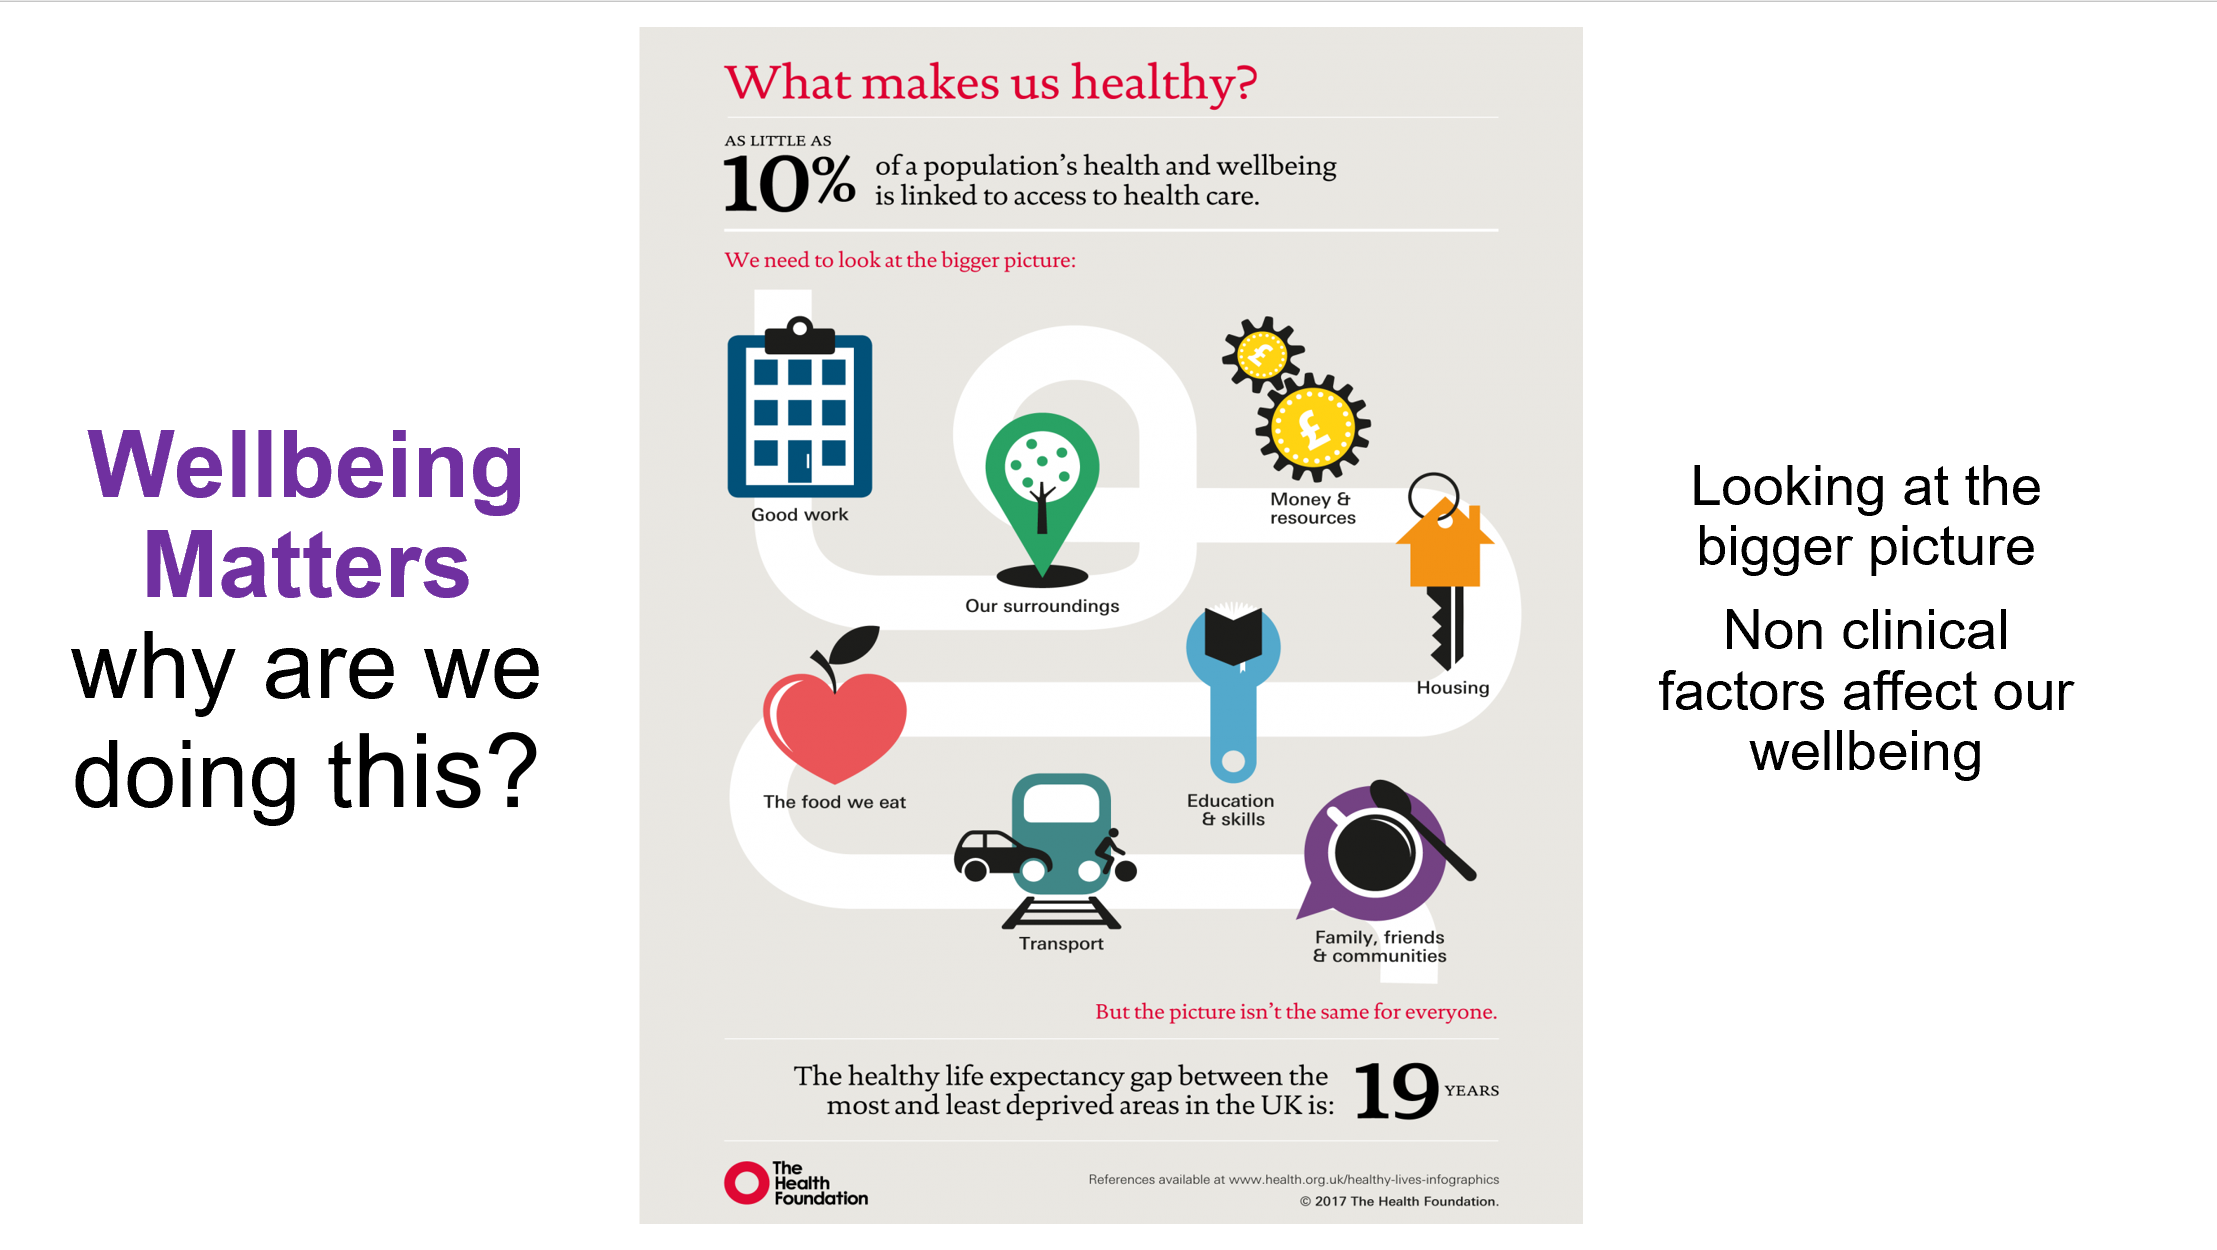 Wellbeing
Matters
why are we
doing this?
What makes us healthy?
AS LITTLE AS
10%
of a population’s health and wellbeing
is linked to access to health care.
We need to look at the bigger picture:
Good work
Our surroundings
£
£
Money &
resources
Housing
The food we eat
Education
& skills
Transport
Family, friends
& communities
But the picture isn’t the same for everyone.
The healthy life expectancy gap between the
most and least deprived areas in the UK is:
19 YEARS
The
Health
Foundation
References available at www.health.org.uk/healthy-lives-infographics
© 2017 The Health Foundation.
Looking at the
bigger picture
Non clinical
factors affect our
wellbeing